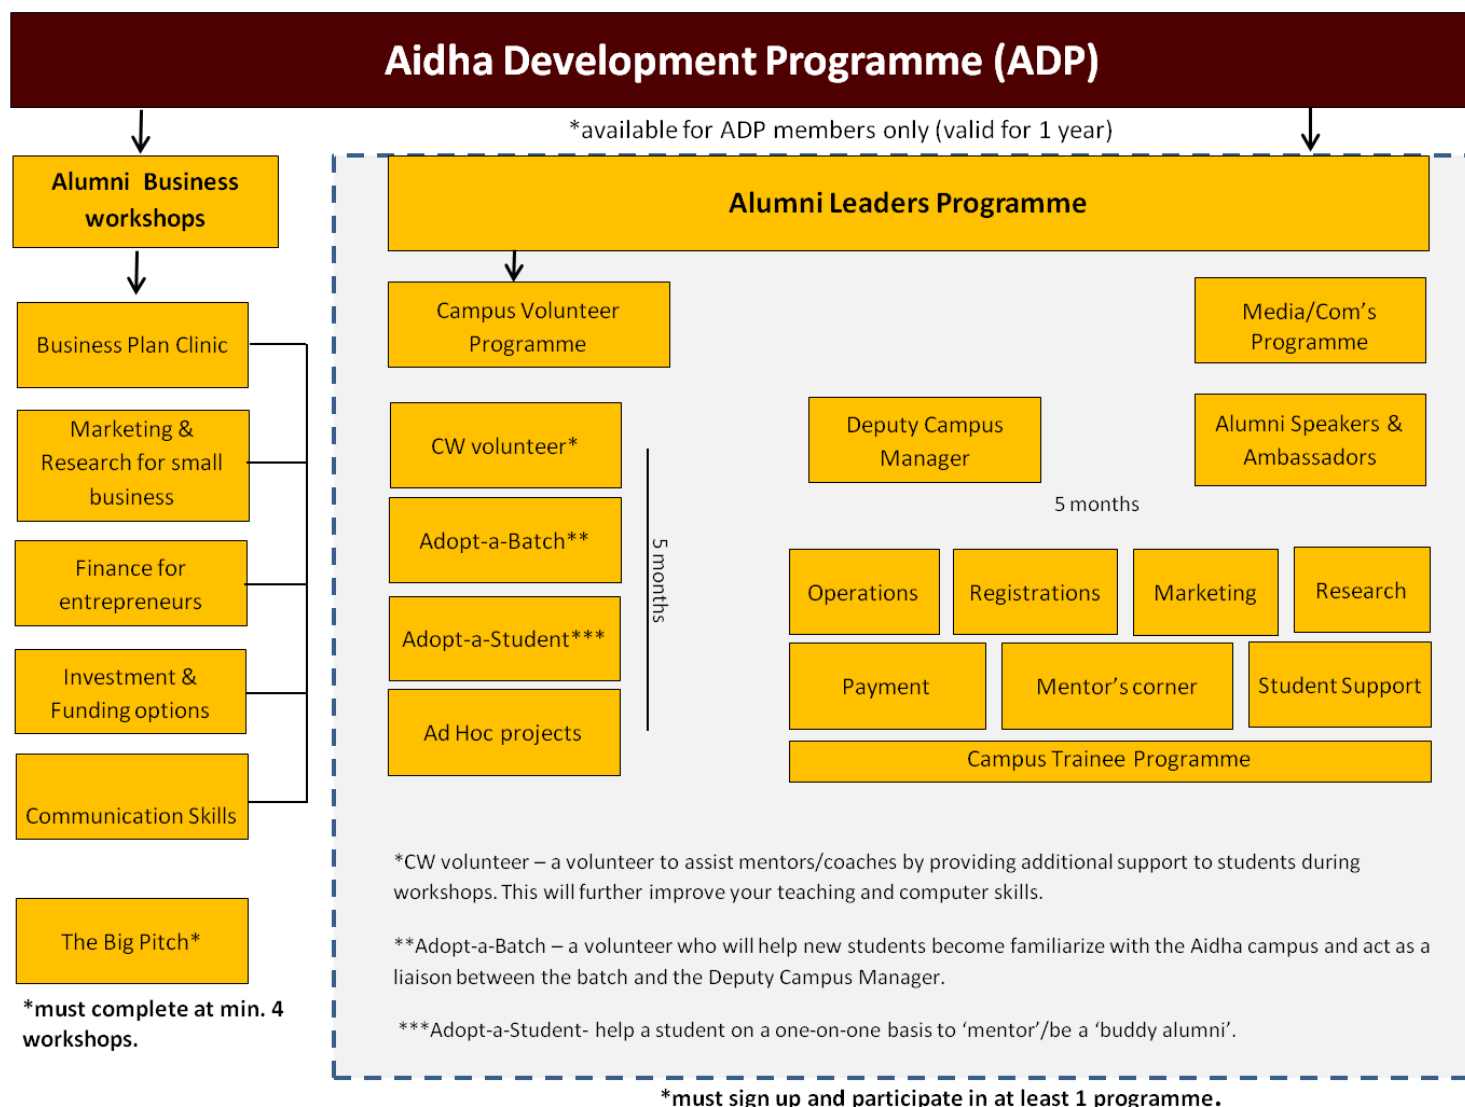 Aidha Development Programme (ADP)
*available for ADP members only (valid for 1 year)
Alumni Business
workshops
Business Plan Clinic
Marketing &
Research for small
business
Finance for
entrepreneurs
Investment &
Funding options
Communication Skills
The Big Pitch*
*must complete at min. 4
workshops.
Alumni Leaders Programme
Campus Volunteer
Programme
CW volunteer*
Adopt-a-Batch**
Adopt-a-Student***
Ad Hoc projects
5 months
Media/Com’s
Programme
Deputy Campus
Manager
Alumni Speakers &
Ambassadors
5 months
Operations
Registrations
Marketing
Research
Payment
Mentor’s corner
Student Support
Campus Trainee Programme
*CW volunteer – a volunteer to assist mentors/coaches by providing additional support to students during
workshops. This will further improve your teaching and computer skills.
**Adopt-a-Batch – a volunteer who will help new students become familiarize with the Aidha campus and act as a
liaison between the batch and the Deputy Campus Manager.
***Adopt-a-Student- help a student on a one-on-one basis to ‘mentor’/be a ‘buddy alumni’.
*must sign up and participate in at least 1 programme.